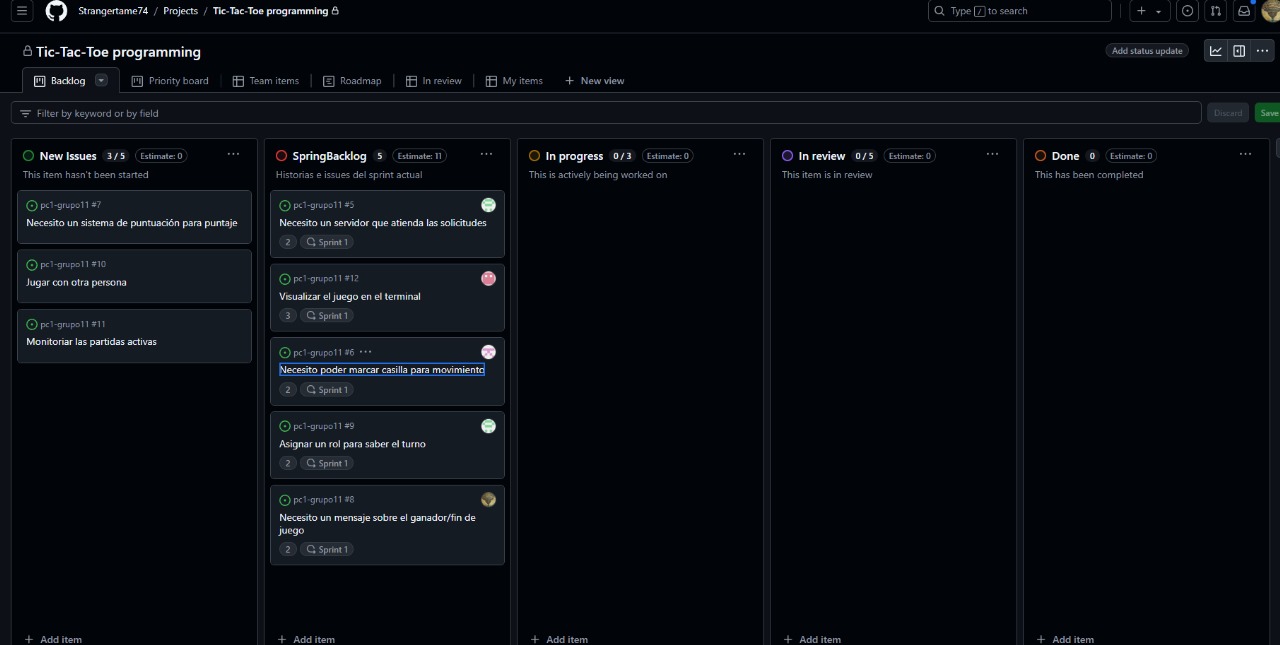 Strangertame74 / Projects / Tic-Tac-Toe programming
Type / to search
Tic-Tac-Toe programming
Add status update
Backlog
Priority board
Team items
Roadmap
In review
My items
New view
Filter by keyword or by field
Discard
Save
New Issues 3 / 5 Estimate: 0
This item hasn't been started
pc1-grupo11 #7
Necesito un sistema de puntuación para puntaje
pc1-grupo11 #10
Jugar con otra persona
pc1-grupo11 #11
Monitoriar las partidas activas
Add item
SpringBacklog 5 Estimate: 11
Historias e issues del sprint actual
pc1-grupo11 #5
Necesito un servidor que atienda las solicitudes
2 Sprint 1
pc1-grupo11 #12
Visualizar el juego en el terminal
3 Sprint 1
pc1-grupo11 #6
Necesito poder marcar casilla para movimiento
2 Sprint 1
pc1-grupo11 #9
Asignar un rol para saber el turno
2 Sprint 1
pc1-grupo11 #8
Necesito un mensaje sobre el ganador/fin de
juego
2 Sprint 1
Add item
In progress 0 / 3 Estimate: 0
This is actively being worked on
Add item
In review 0 / 5 Estimate: 0
This item is in review
Add item
Done 0 Estimate: 0
This has been completed
Add item